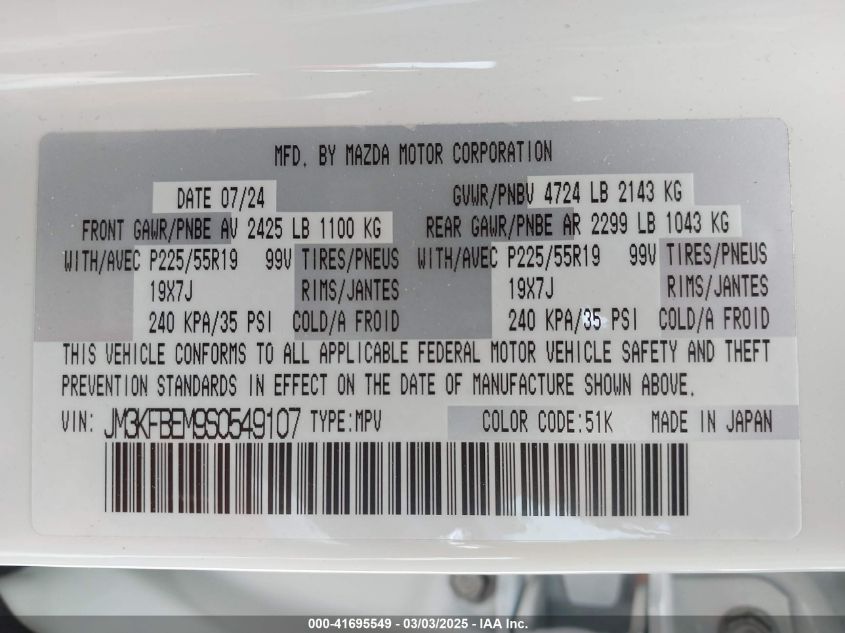 MFD. BY MAZDA MOTOR CORPORATION
DATE 07/24 GVWR/PNBV 4724 LB 2143 KG
FRONT GAWR/PNBE AV 2425 LB 1100 KG REAR GAWR/PNBE AR 2299 LB 1043 KG
WITH/AVEC P225/55R19 99V TIRES/PNEUS WITH/AVEC P225/55R19 99V TIRES/PNEUS
19X7J RIMS/JANTES 19X7J RIMS/JANTES
240 KPA/35 PSI COLD/A FROID 240 KPA/35 PSI COLD/A FROID
THIS VEHICLE CONFORMS TO ALL APPLICABLE FEDERAL MOTOR VEHICLE SAFETY AND THEFT
PREVENTION STANDARDS IN EFFECT ON THE DATE OF MANUFACTURE SHOWN ABOVE.
VIN: JM3KFBEM9S0549107 TYPE:MPV COLOR CODE:51K MADE IN JAPAN
000-41695549 - 03/03/2025 - IAA Inc.